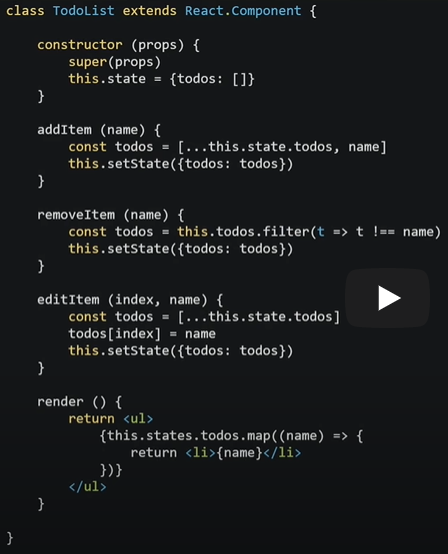 class TodoList extends React.Component {
constructor (props) {
super(props)
this.state = {todos: []}
}
addItem (name) {
const todos = [...this.state.todos, name]
this.setState({todos: todos})
}
removeItem (name) {
const todos = this.todos.filter(t => t !== name)
this.setState({todos: todos})
}
editItem (index, name) {
const todos = [...this.state.todos]
todos[index] = name
this.setState({todos: todos})
}
render () {
return <ul>
{this.states.todos.map((name) => {
return <li>{name}</li>
})}
</ul>
}
}